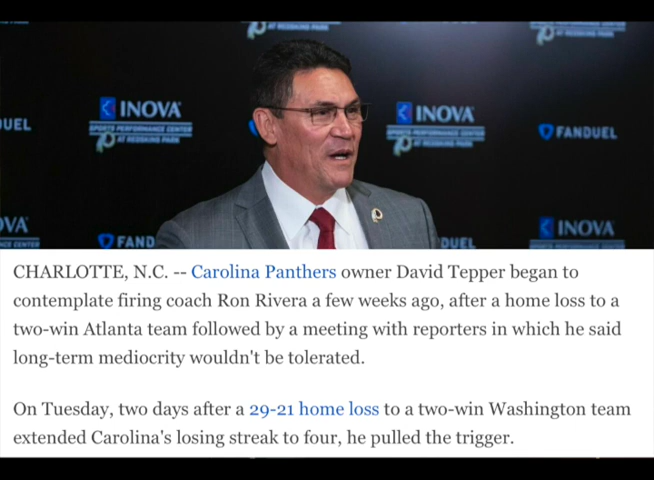 AT REDSKINS PARK
INOVA
SPORTS PERFORMANCE CENTER
AT REDSKINS PARK
INOVA
SPORTS PERFORMANCE CENTER
AT REDSKINS PARK
UEL
FANDUEL
VA
INOVA
FAND
DUEL
CHARLOTTE, N.C. -- Carolina Panthers owner David Tepper began to
contemplate firing coach Ron Rivera a few weeks ago, after a home loss to a
two-win Atlanta team followed by a meeting with reporters in which he said
long-term mediocrity wouldn't be tolerated.
On Tuesday, two days after a 29-21 home loss to a two-win Washington team
extended Carolina's losing streak to four, he pulled the trigger.